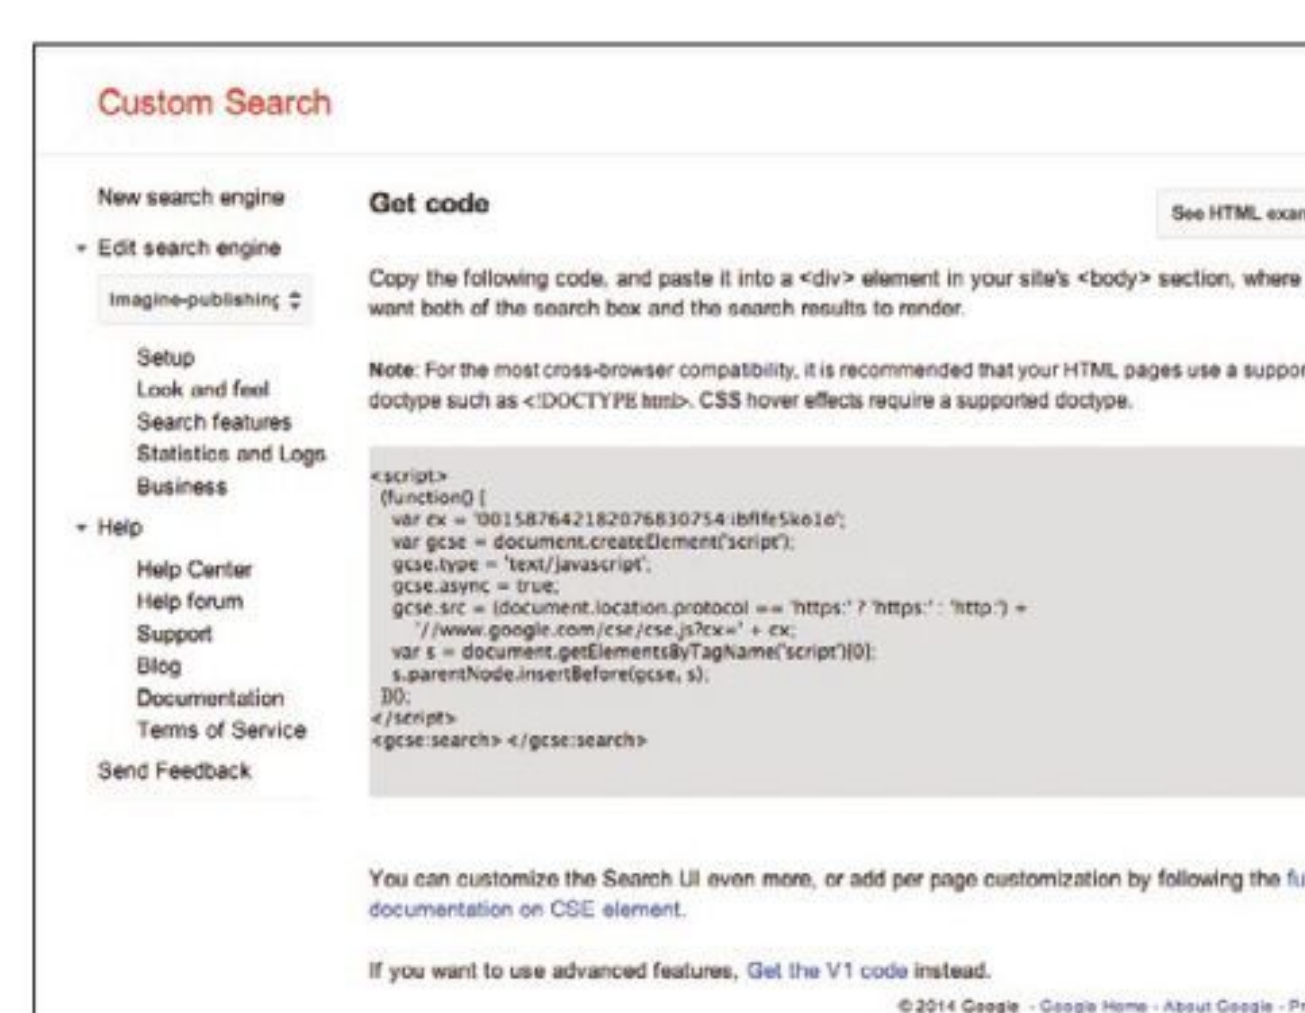 Custom Search
New search engine
Edit search engine
Imagine-publishing
Setup
Look and feel
Search features
Statistics and Logs
Business
Help
Help Center
Help forum
Support
Blog
Documentation
Terms of Service
Send Feedback
Get code
See HTML exam
Copy the following code, and paste it into a <div> element in your site's <body> section, where
want both of the search box and the search results to render.
Note: For the most cross-browser compatibility, it is recommended that your HTML pages use a suppor
doctype such as <!DOCTYPE html>. CSS hover effects require a supported doctype.
<script>
(function() {
var cx =
var gcse = document.createElement('script');
gcse.type = 'text/javascript';
gcse.async = true;
gcse.src = (document.location.protocol == 'https:' ? 'https:' : 'http:') +
'//www.google.com/cse/cse.js?cx=' + cx;
var s = document.getElementsByTagName('script')[0];
s.parentNode.insertBefore(gcse, s);
})();
</script>
<gcse:search> </gcse:search>
You can customize the Search UI even more, or add per page customization by following the fu
documentation on CSE element.
If you want to use advanced features, Get the V1 code instead.
© 2014 Google - Google Home - About Google - Pr